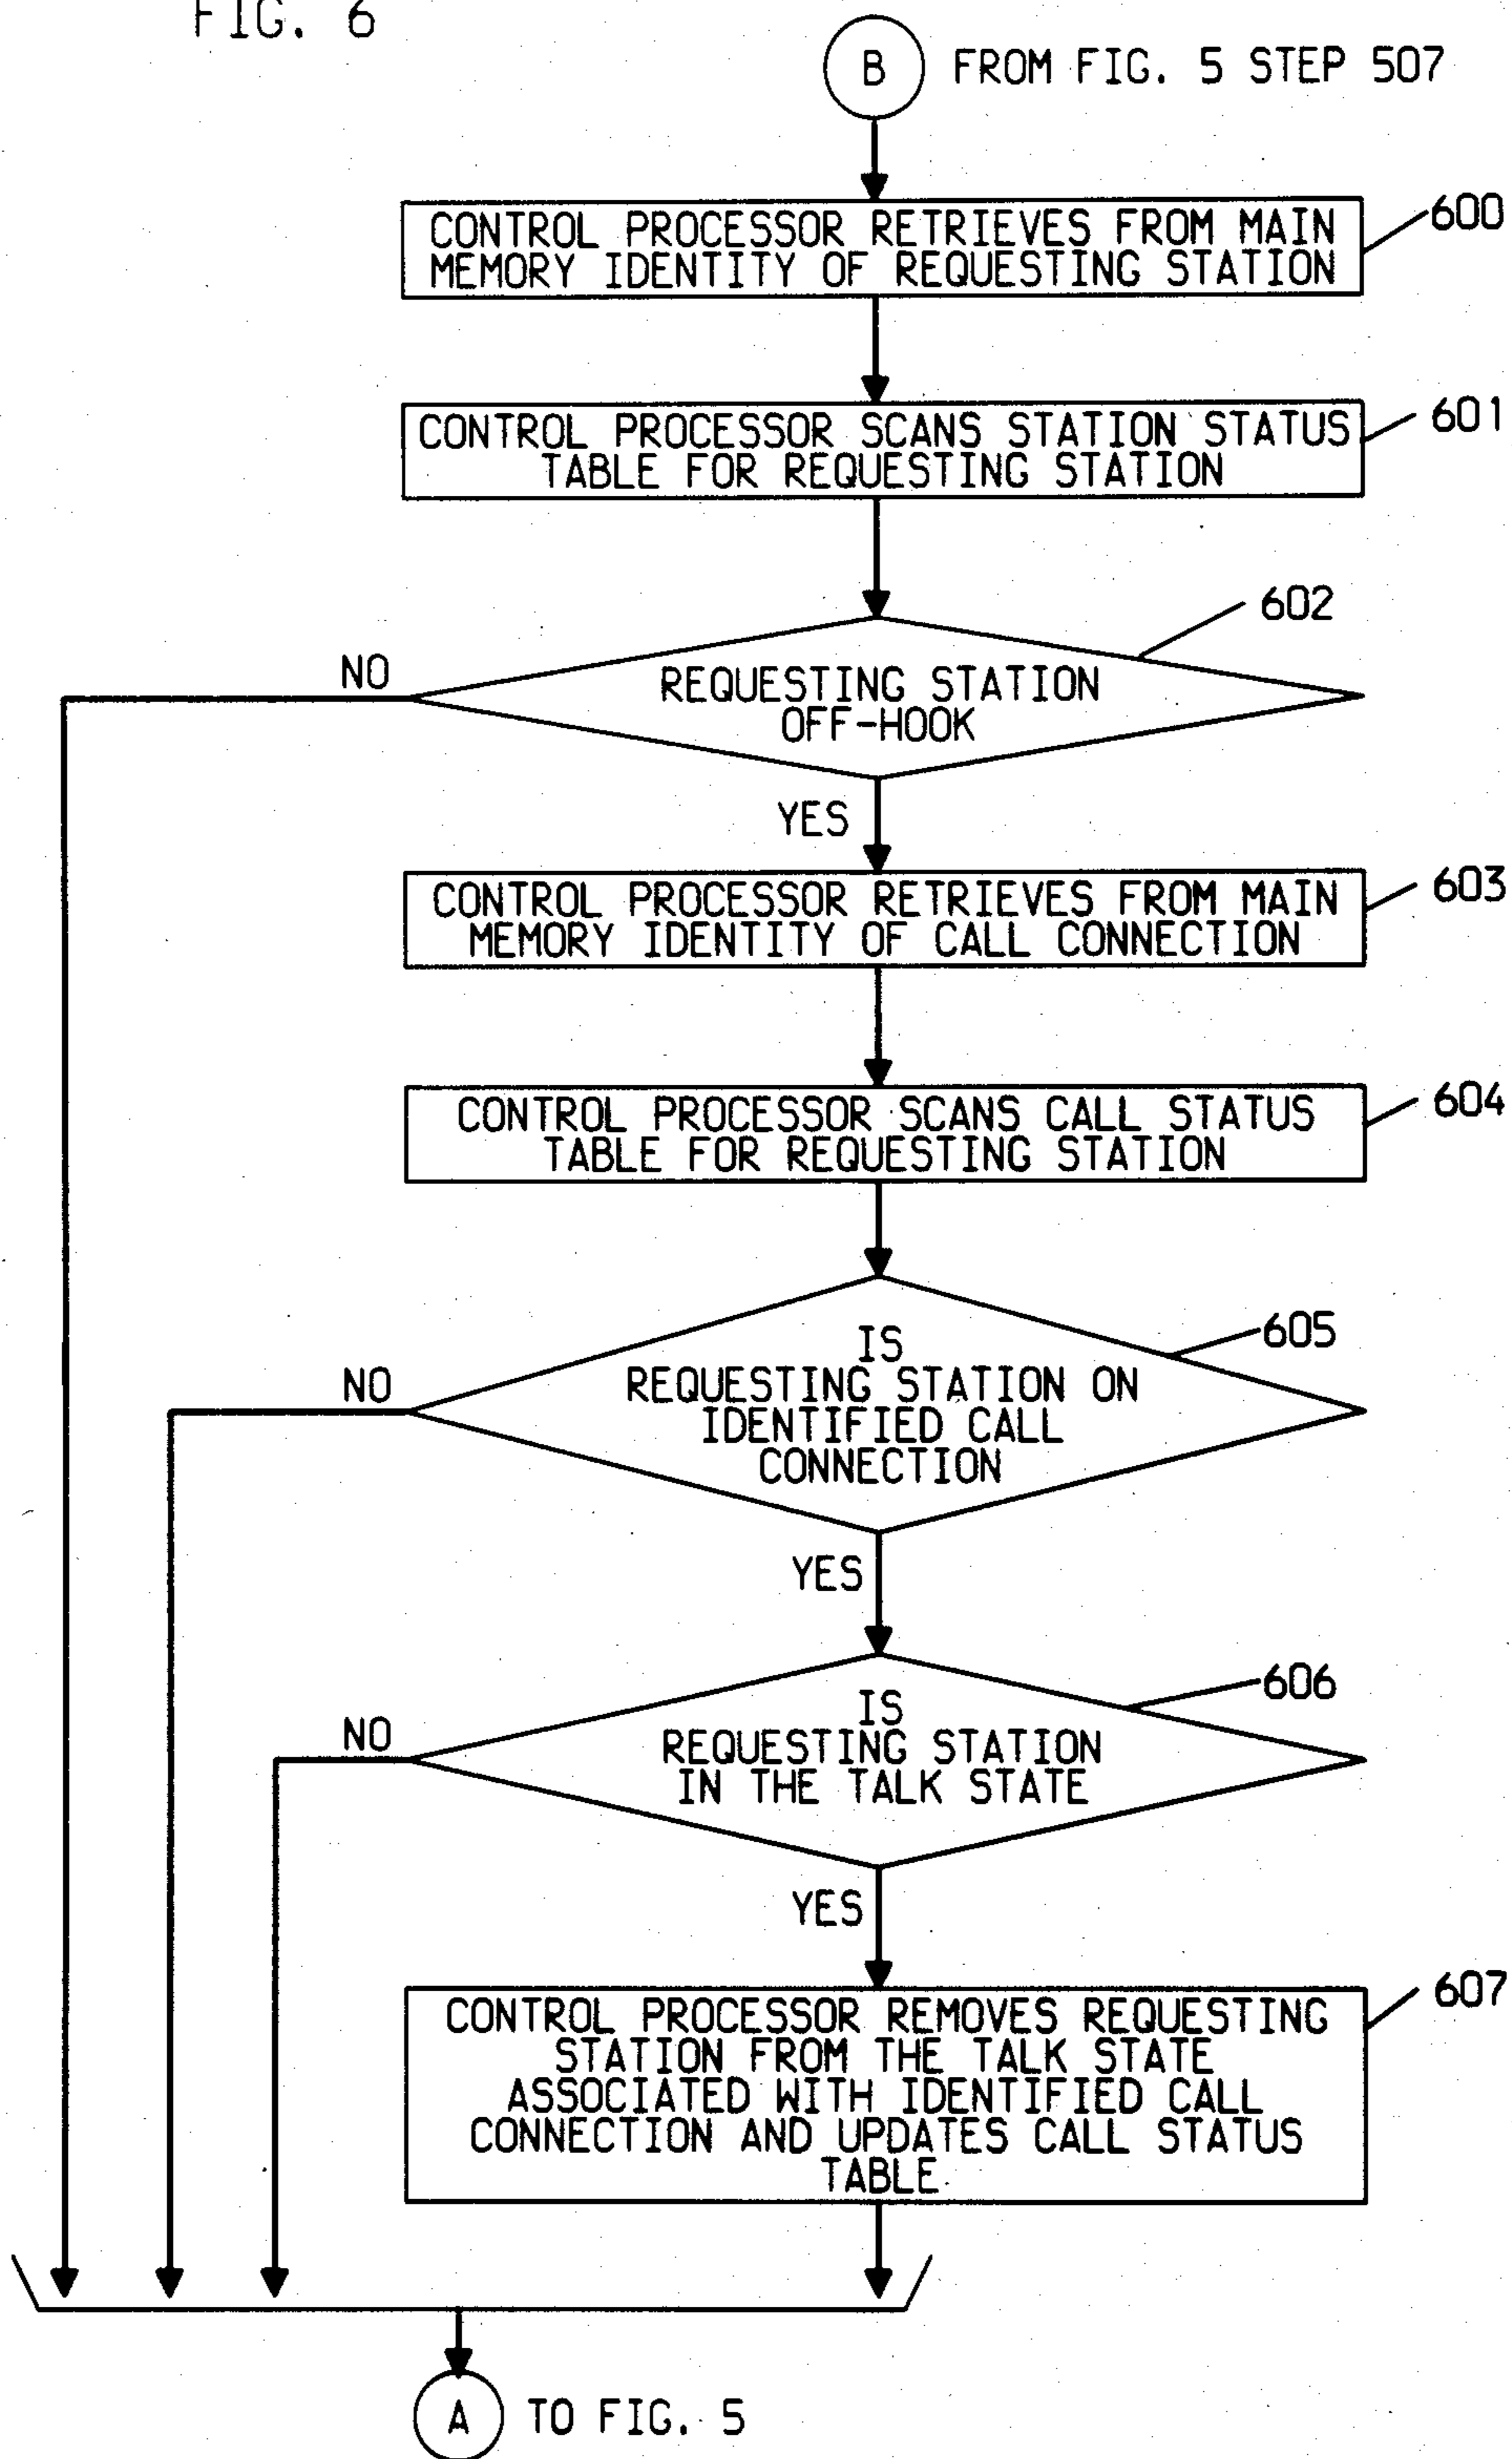 FIG. 6
B FROM FIG. 5 STEP 507
CONTROL PROCESSOR RETRIEVES FROM MAIN
MEMORY IDENTITY OF REQUESTING STATION
600
CONTROL PROCESSOR SCANS STATION STATUS
TABLE FOR REQUESTING STATION
601
602
NO
REQUESTING STATION
OFF-HOOK
YES
CONTROL PROCESSOR RETRIEVES FROM MAIN
MEMORY IDENTITY OF CALL CONNECTION
603
CONTROL PROCESSOR SCANS CALL STATUS
TABLE FOR REQUESTING STATION
604
605
NO
IS
REQUESTING STATION ON
IDENTIFIED CALL
CONNECTION
YES
606
NO
IS
REQUESTING STATION
IN THE TALK STATE
YES
607
CONTROL PROCESSOR REMOVES REQUESTING
STATION FROM THE TALK STATE
ASSOCIATED WITH IDENTIFIED CALL
CONNECTION AND UPDATES CALL STATUS
TABLE
A TO FIG. 5